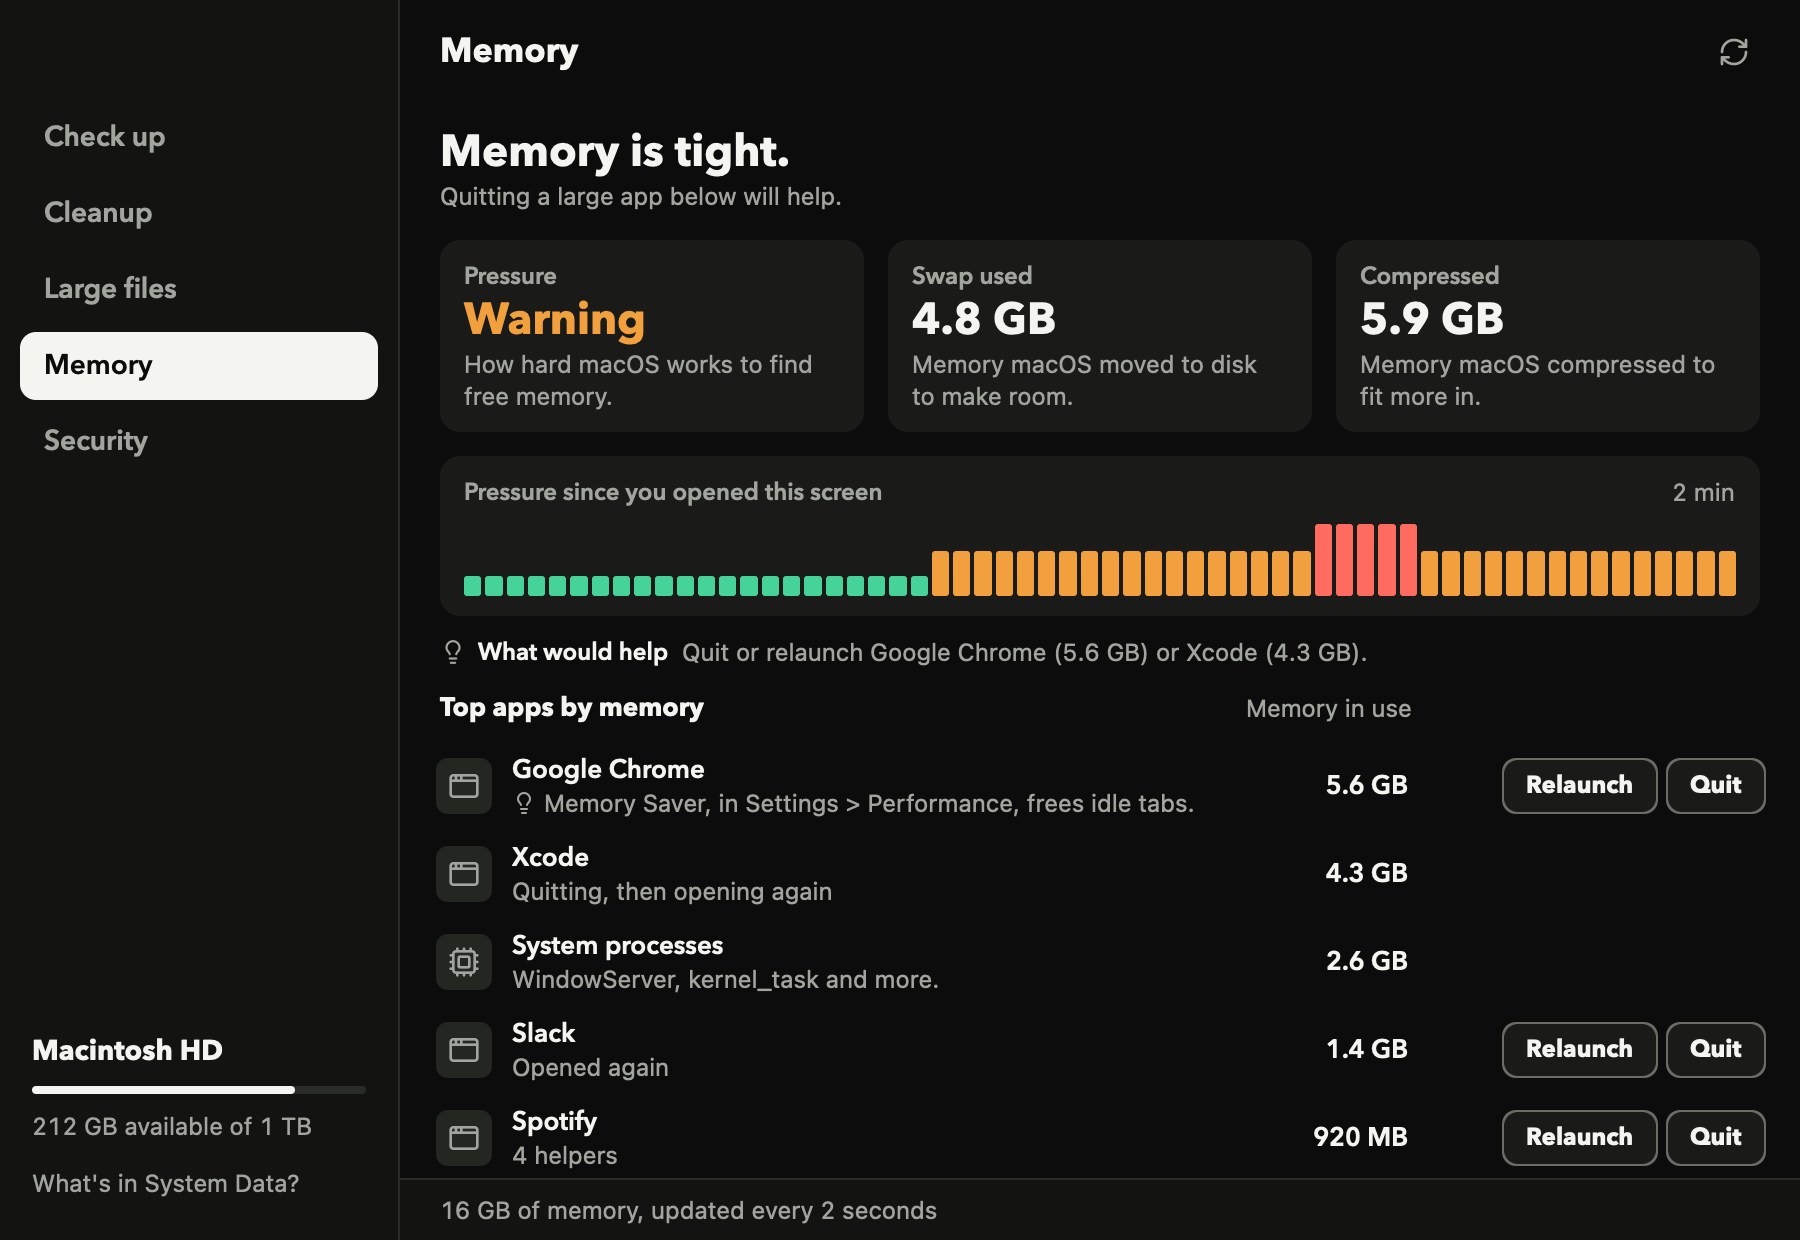 Memory
Check up
Cleanup
Large files
Memory
Security
Memory is tight.
Quitting a large app below will help.
Pressure
Warning
How hard macOS works to find
free memory.
Swap used
4.8 GB
Memory macOS moved to disk
to make room.
Compressed
5.9 GB
Memory macOS compressed to
fit more in.
Pressure since you opened this screen
2 min
What would help Quit or relaunch Google Chrome (5.6 GB) or Xcode (4.3 GB).
Top apps by memory
Memory in use
Google Chrome
Memory Saver, in Settings > Performance, frees idle tabs.
5.6 GB
Relaunch
Quit
Xcode
Quitting, then opening again
4.3 GB
System processes
WindowServer, kernel_task and more.
2.6 GB
Slack
Opened again
1.4 GB
Relaunch
Quit
Spotify
4 helpers
920 MB
Relaunch
Quit
Macintosh HD
212 GB available of 1 TB
What's in System Data?
16 GB of memory, updated every 2 seconds